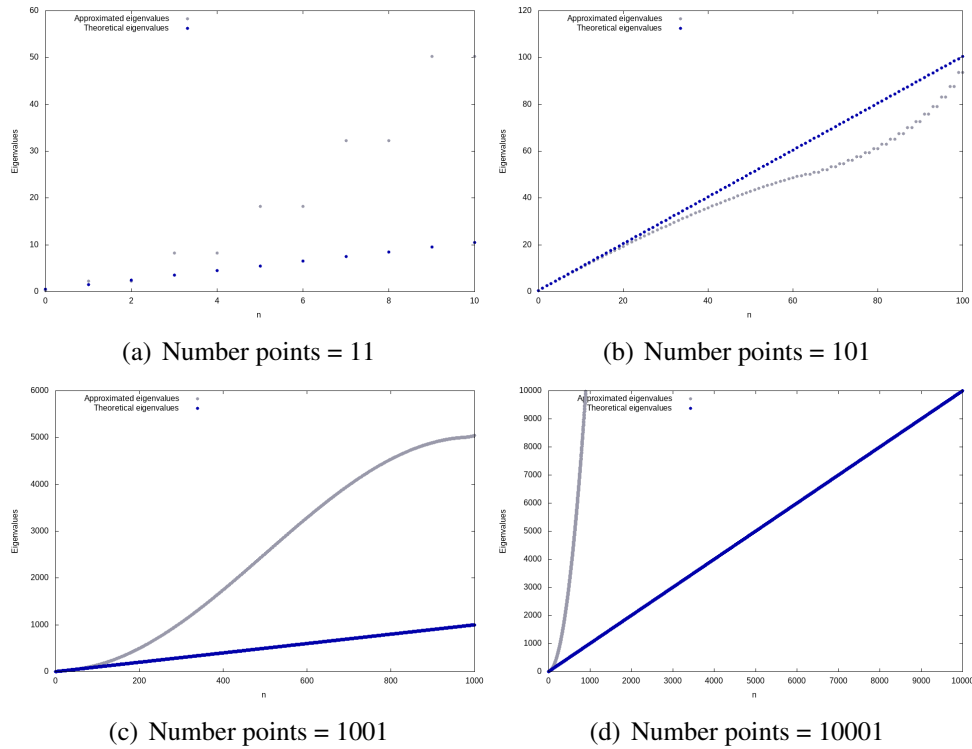 Approximated eigenvalues
Theoretical eigenvalues
60
50
40
30
20
10
0
Eigenvalues
0 2 4 6 8 10
n
(a) Number points = 11
Approximated eigenvalues
Theoretical eigenvalues
120
100
80
60
40
20
0
Eigenvalues
0 20 40 60 80 100
n
(b) Number points = 101
Approximated eigenvalues
Theoretical eigenvalues
6000
5000
4000
3000
2000
1000
0
Eigenvalues
0 200 400 600 800 1000
n
(c) Number points = 1001
Approximated eigenvalues
Theoretical eigenvalues
10000
9000
8000
7000
6000
5000
4000
3000
2000
1000
0
Eigenvalues
0 1000 2000 3000 4000 5000 6000 7000 8000 9000 10000
n
(d) Number points = 10001